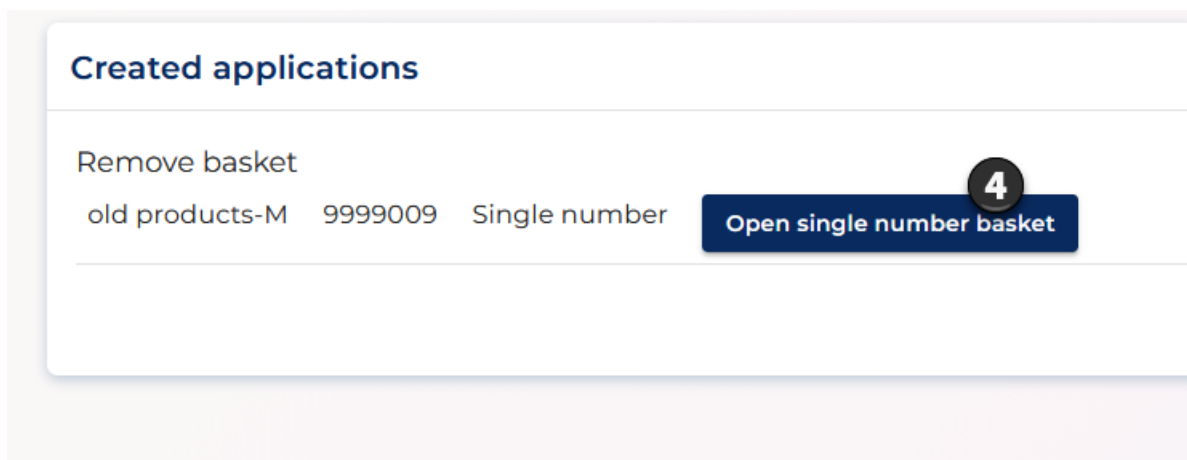 Created applications
Remove basket
4
old products-M 9999009 Single number Open single number basket